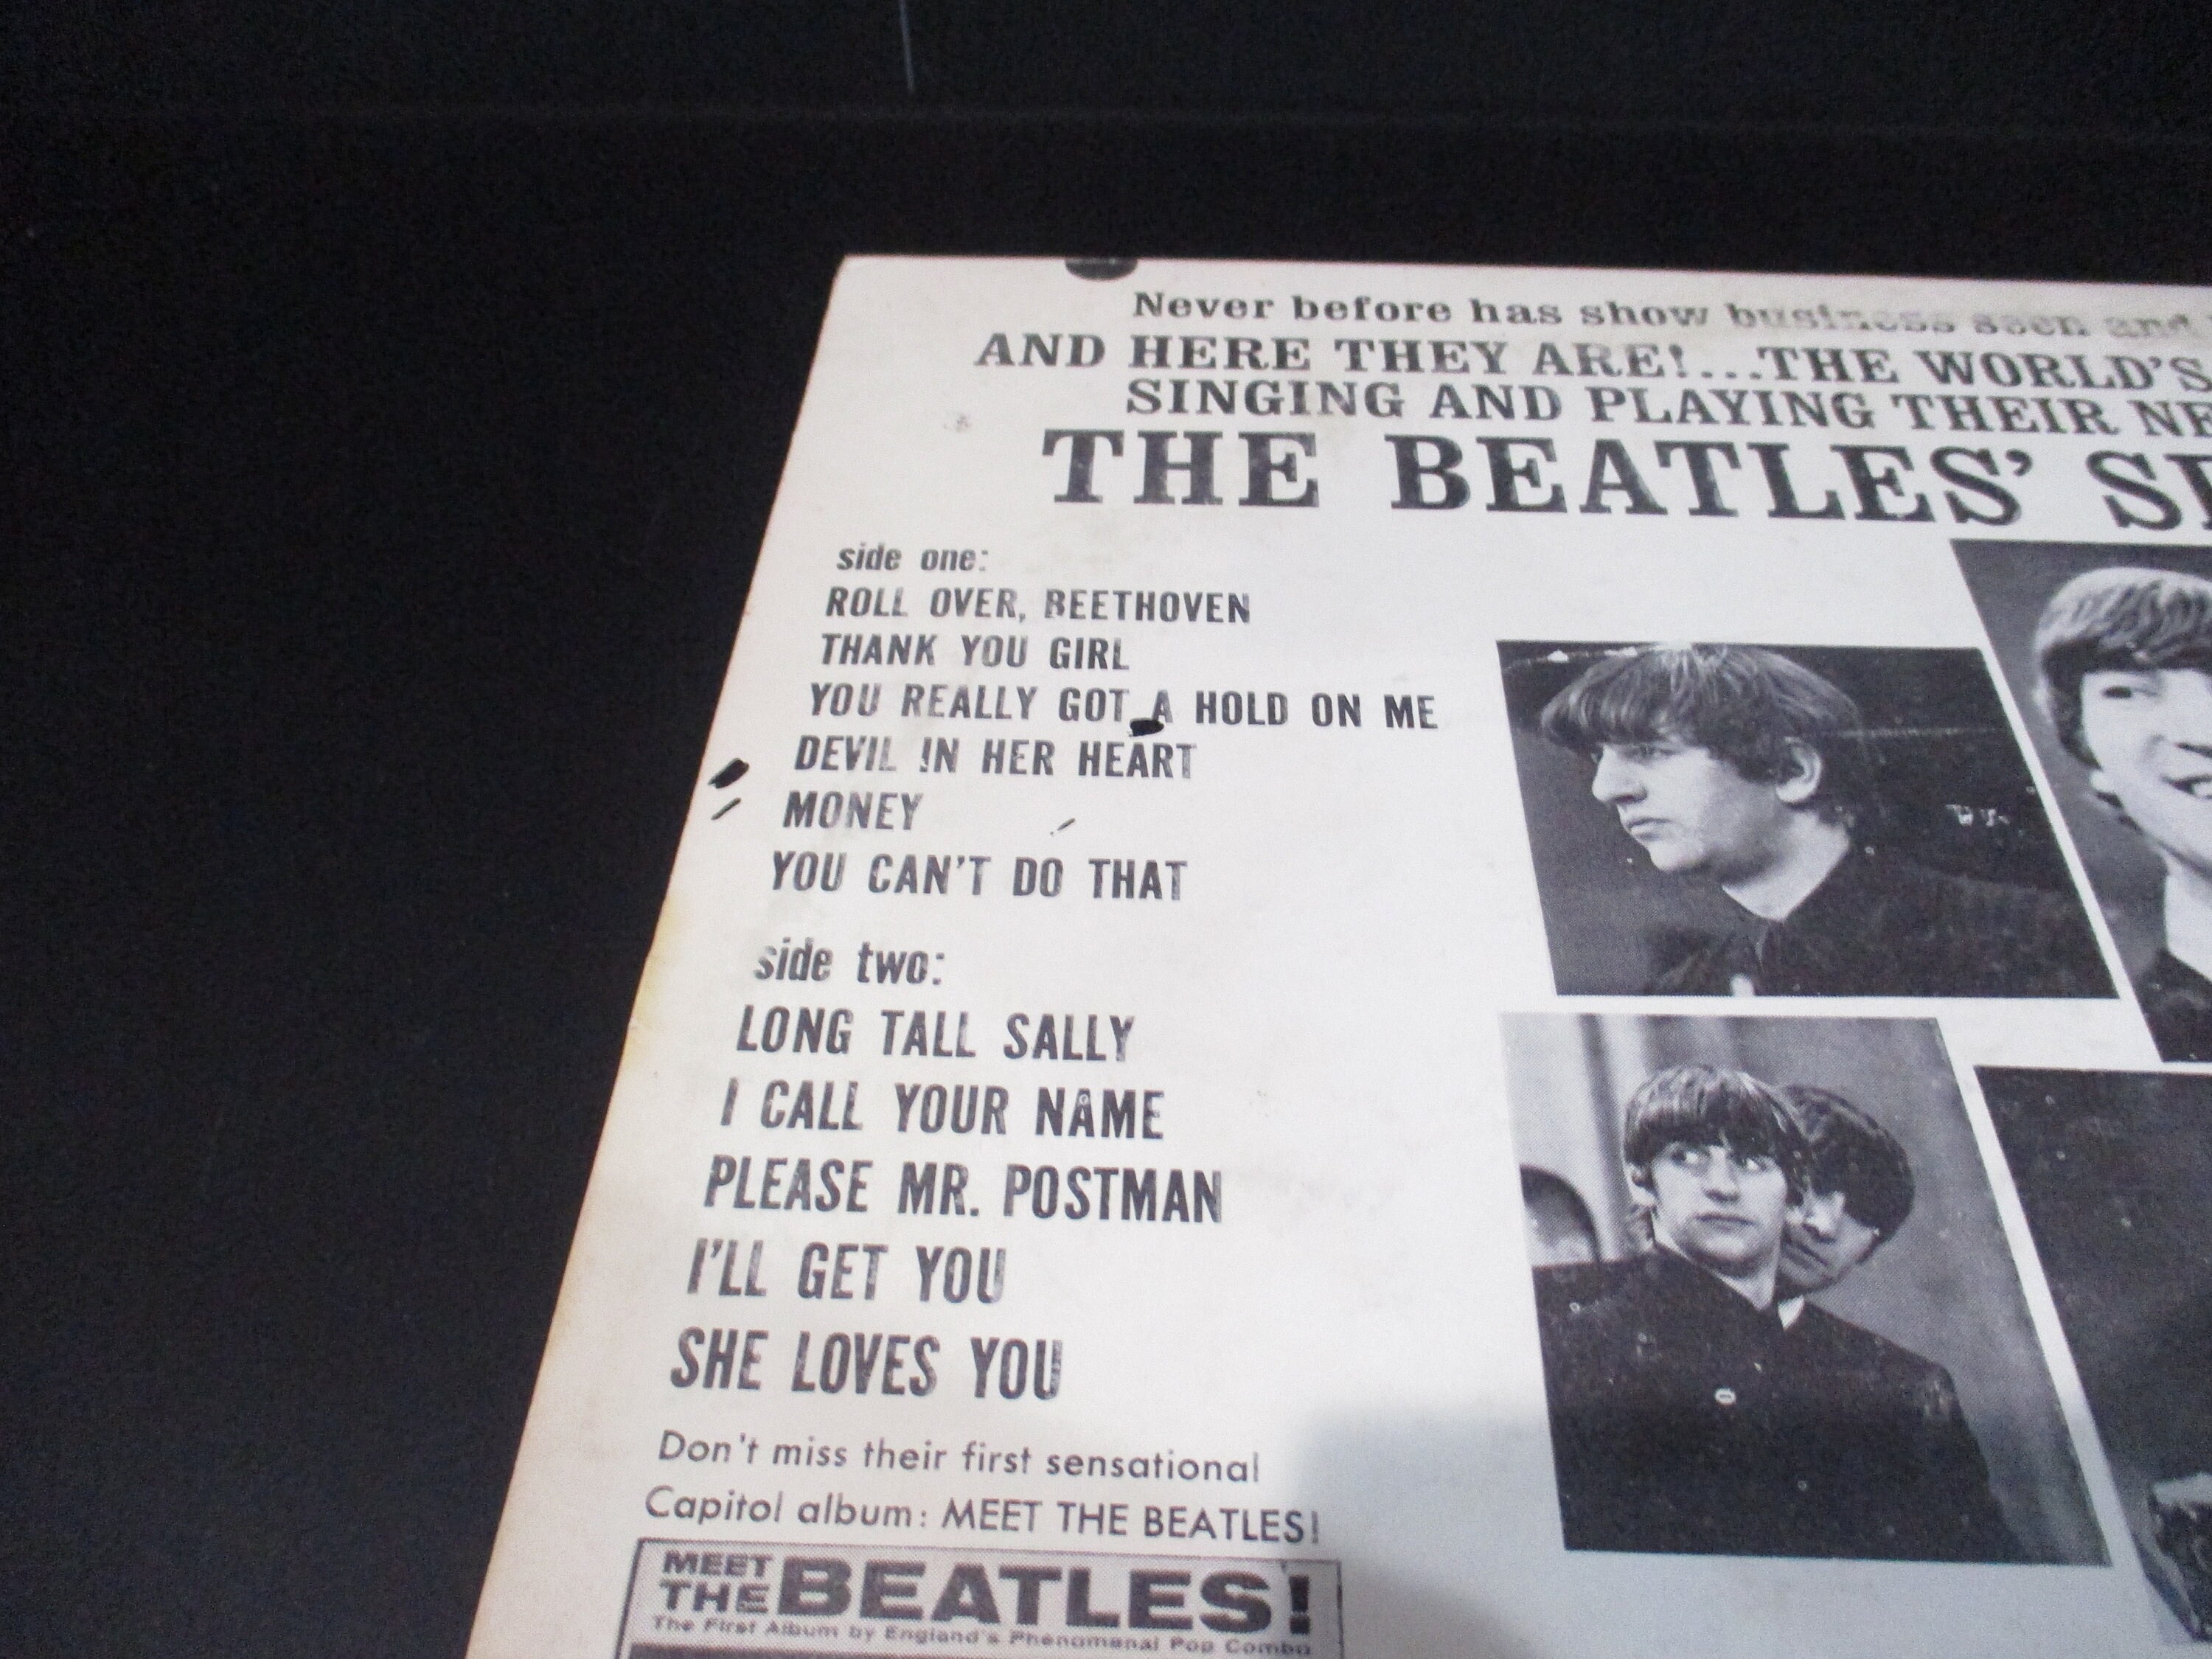 Never before has show business seen and
AND HERE THEY ARE!...THE WORLD'S
SINGING AND PLAYING THEIR
THE BEATLES'
side one:
ROLL OVER, BEETHOVEN
THANK YOU GIRL
YOU REALLY GOT A HOLD ON ME
DEVIL IN HER HEART
MONEY
YOU CAN'T DO THAT
side two:
LONG TALL SALLY
I CALL YOUR NAME
PLEASE MR. POSTMAN
I'LL GET YOU
SHE LOVES YOU
Don't miss their first sensational
Capitol album: MEET THE BEATLES!
MEET THE BEATLES!
The First Album by England's Phenomenal Pop Combo